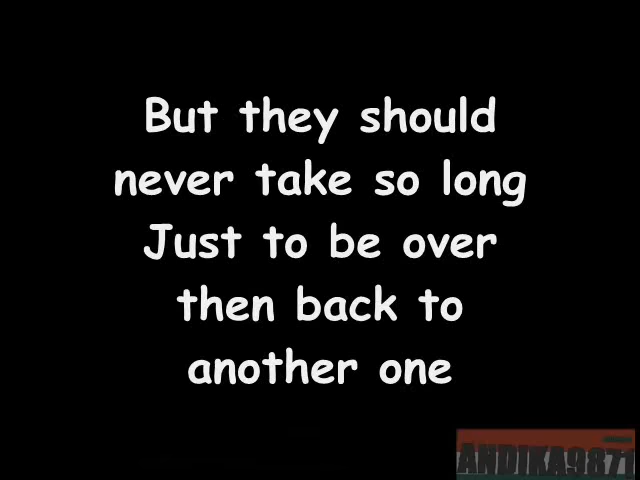 But they should
never take so long
Just to be over
then back to
another one
ANDIKA9871